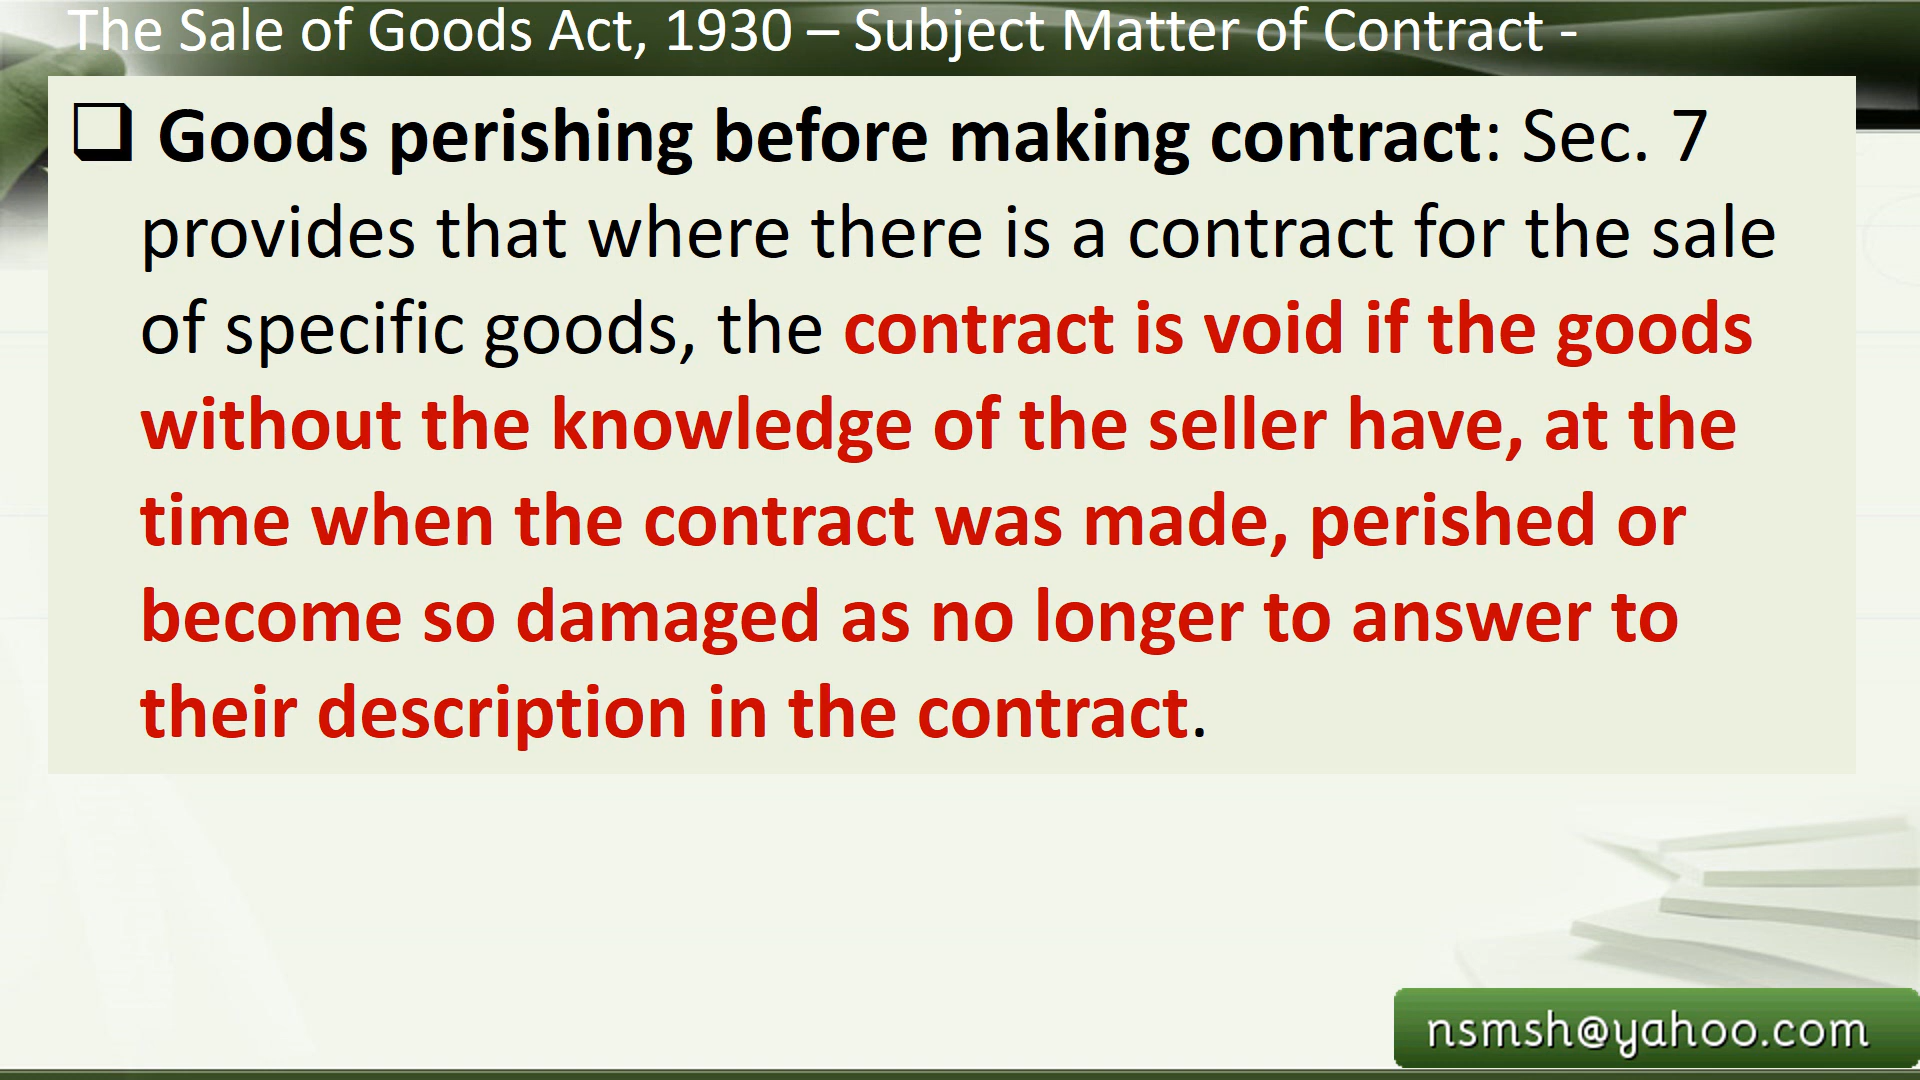 The Sale of Goods Act, 1930 – Subject Matter of Contract -
Goods perishing before making contract: Sec. 7
provides that where there is a contract for the sale
of specific goods, the contract is void if the goods
without the knowledge of the seller have, at the
time when the contract was made, perished or
become so damaged as no longer to answer to
their description in the contract.
nsmsh@yahoo.com